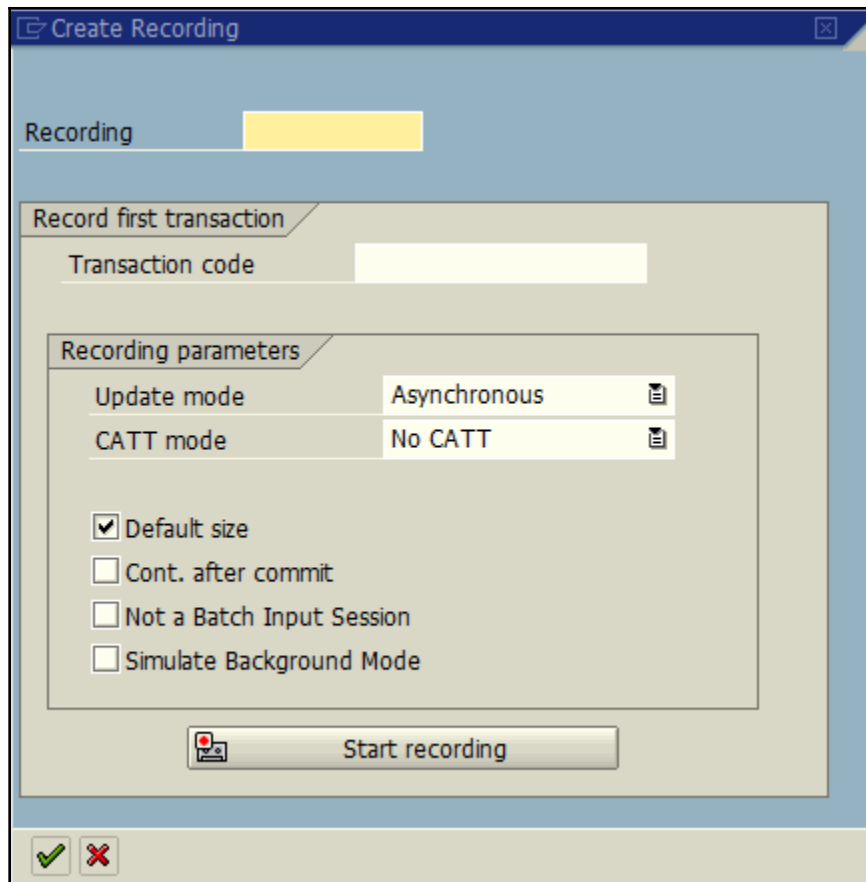 Create Recording
Recording
Record first transaction
Transaction code
Recording parameters
Update mode Asynchronous
CATT mode No CATT
Default size
Cont. after commit
Not a Batch Input Session
Simulate Background Mode
Start recording